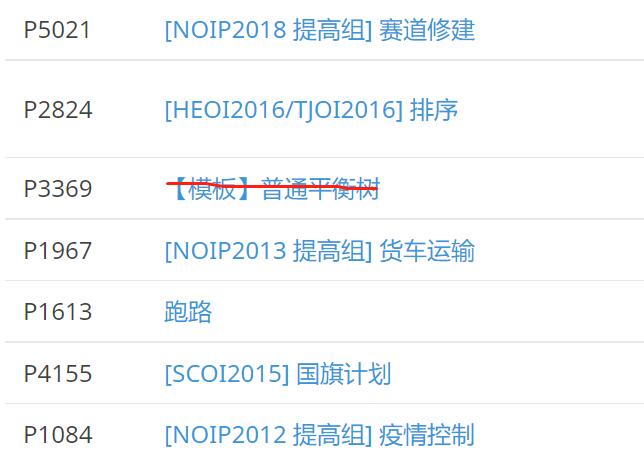 P5021 [NOIP2018 提高组] 赛道修建
P2824 [HEOI2016/TJOI2016] 排序
P3369 【模板】普通平衡树
P1967 [NOIP2013 提高组] 货车运输
P1613 跑路
P4155 [SCOI2015] 国旗计划
P1084 [NOIP2012 提高组] 疫情控制